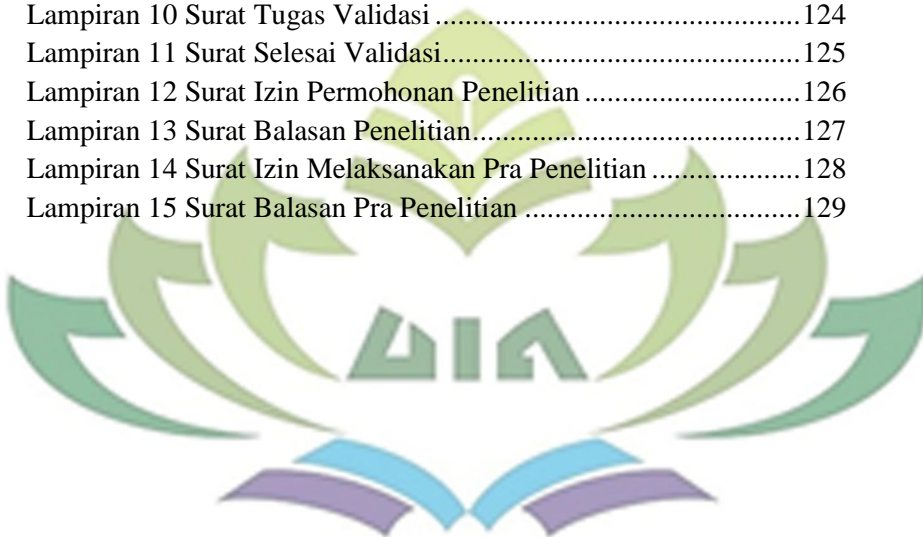 Lampiran 10 Surat Tugas Validasi.................................................124
Lampiran 11 Surat Selesai Validasi................................................125
Lampiran 12 Surat Izin Permohonan Penelitian .............................126
Lampiran 13 Surat Balasan Penelitian............................................127
Lampiran 14 Surat Izin Melaksanakan Pra Penelitian ....................128
Lampiran 15 Surat Balasan Pra Penelitian .....................................129
UIN